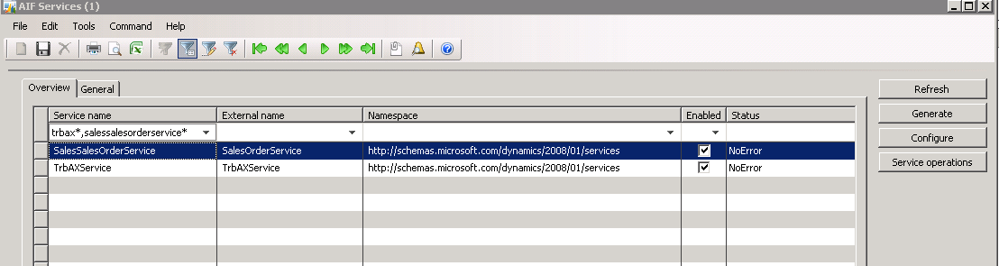 AIF Services (1)
File Edit Tools Command Help
Overview General
Refresh
Generate
Configure
Service operations
Service name External name Namespace Enabled Status
trbax*,salessalesorderservice*
SalesSalesOrderService SalesOrderService http://schemas.microsoft.com/dynamics/2008/01/services NoError
TrbAXService TrbAXService http://schemas.microsoft.com/dynamics/2008/01/services NoError